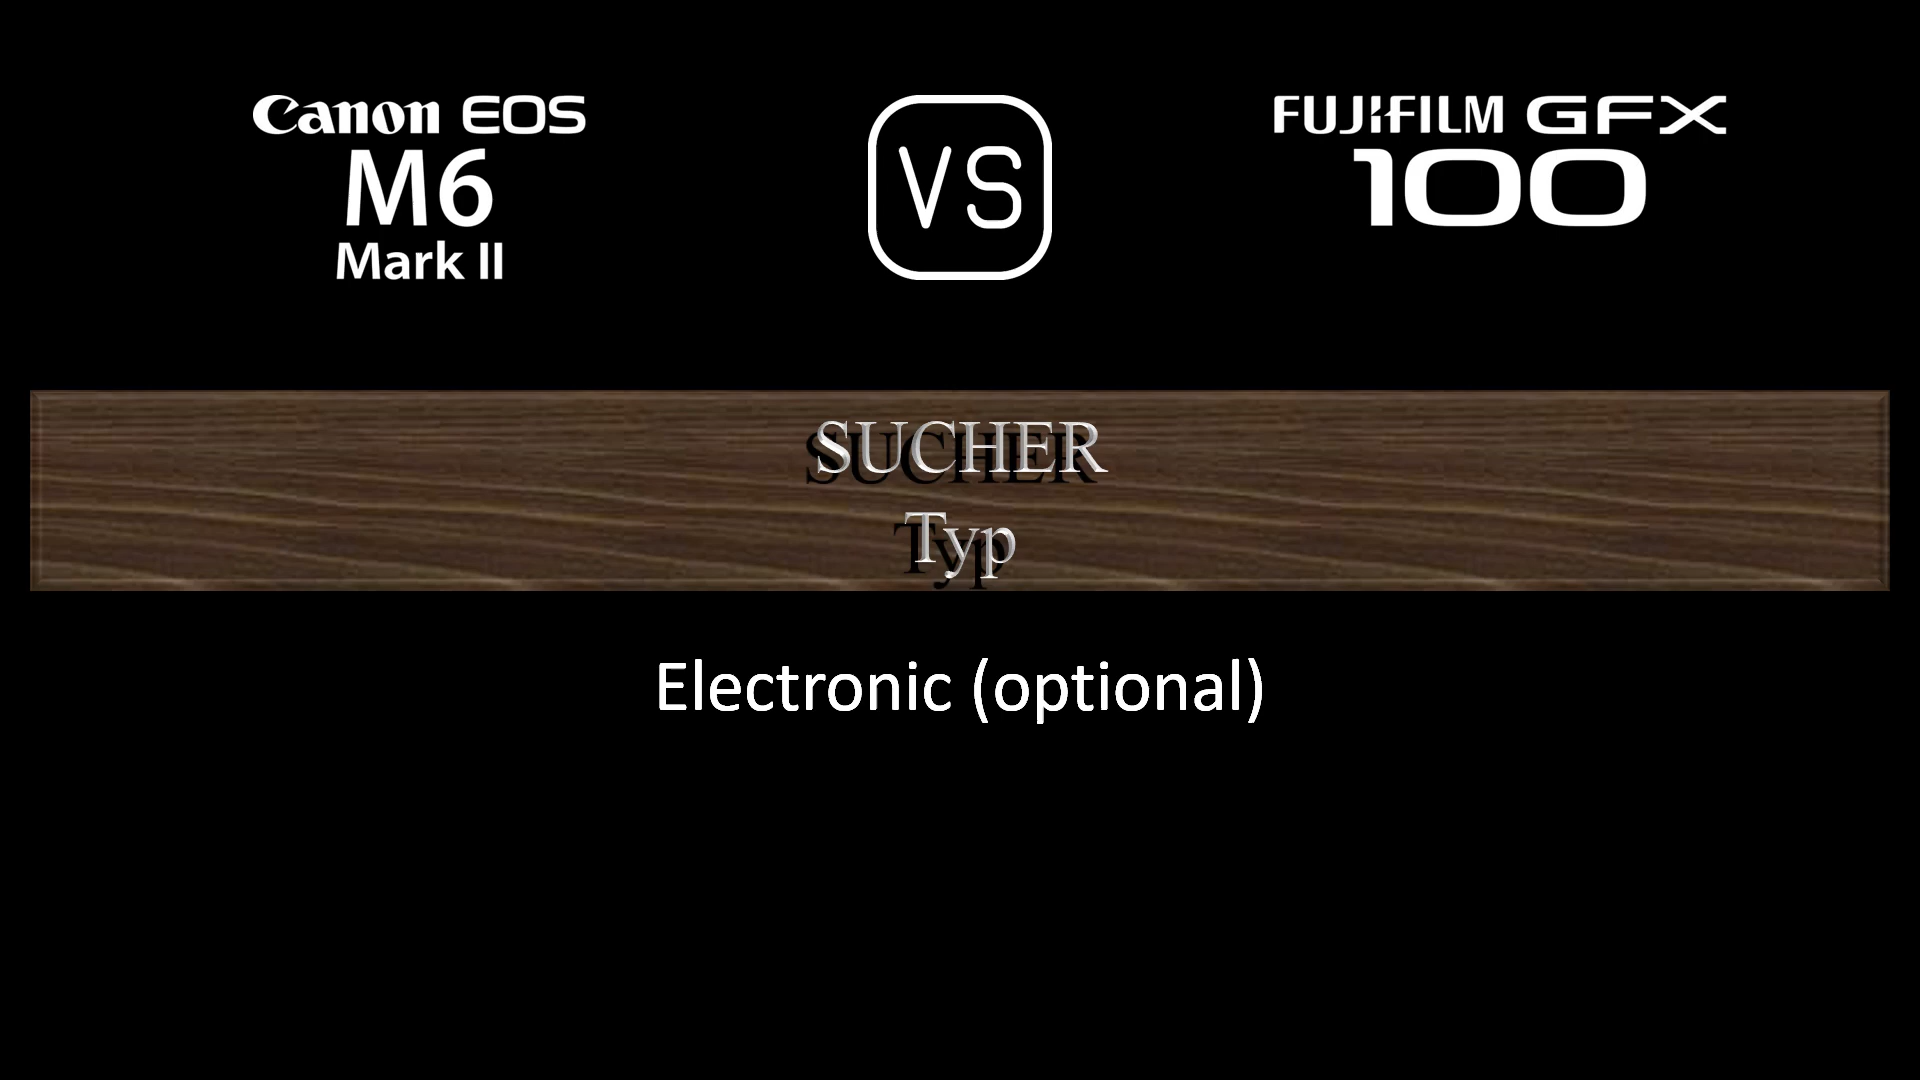 Canon EOS
M6
Mark II
VS
FUJIFILM GFX
100
SUCHER
Typ
Electronic (optional)